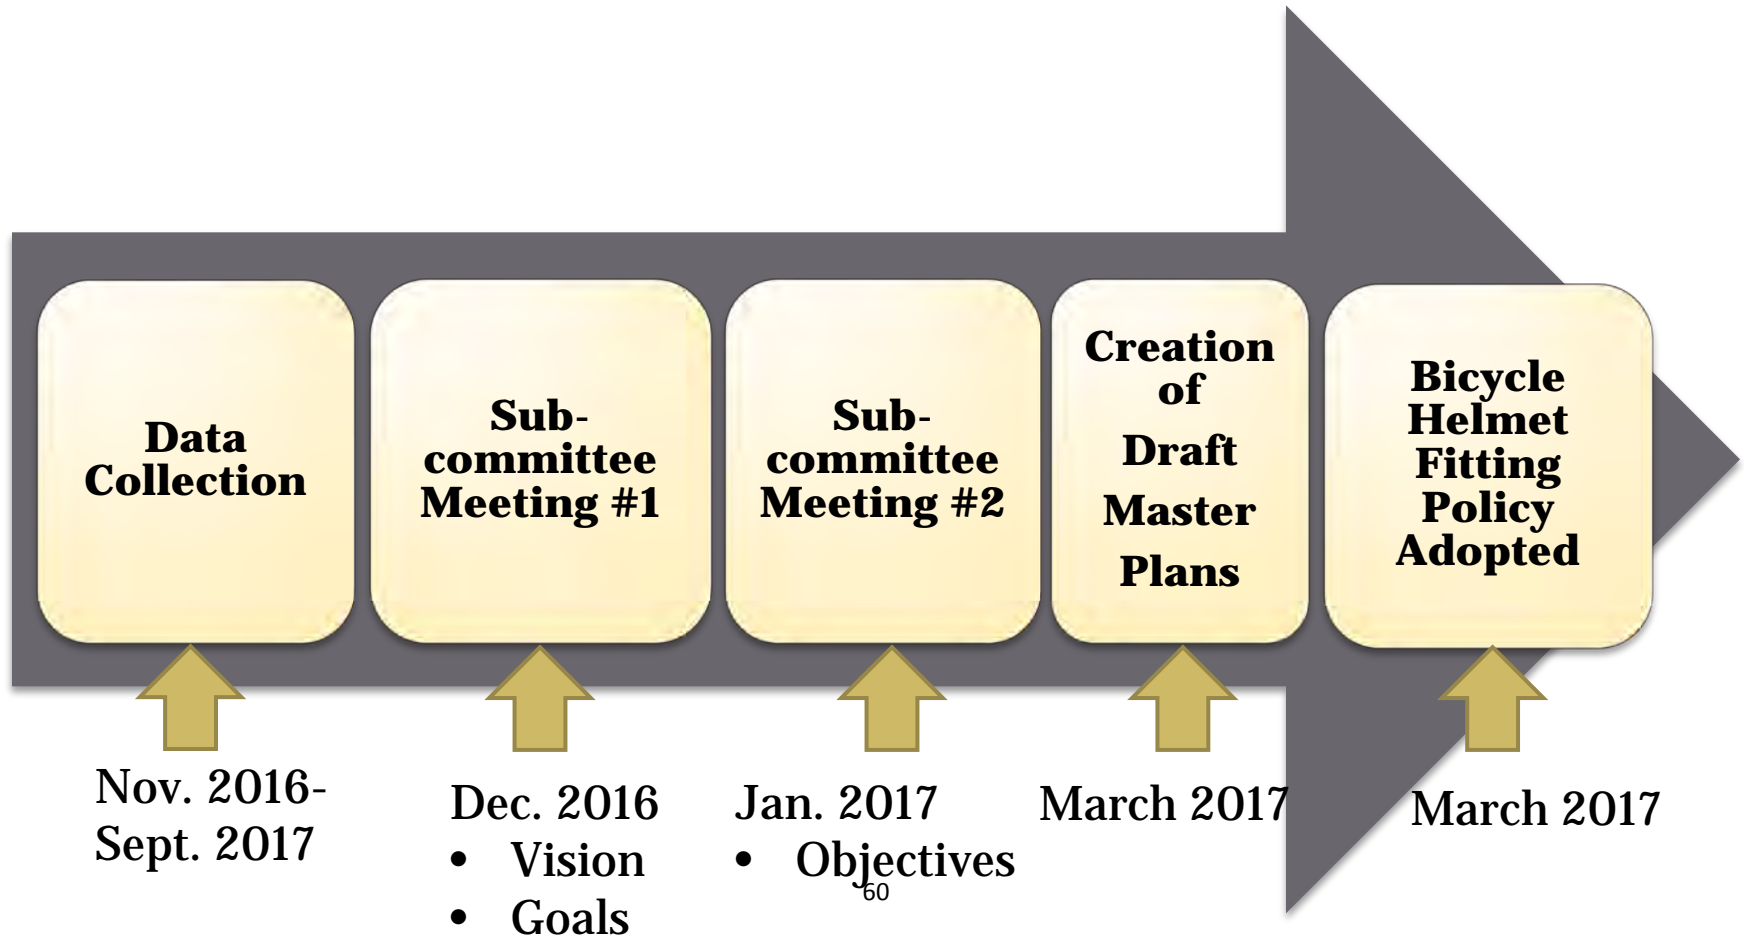 Data
Collection
Sub-
committee
Meeting #1
Sub-
committee
Meeting #2
Creation
of
Draft
Master
Plans
Bicycle
Helmet
Fitting
Policy
Adopted
Nov. 2016-
Sept. 2017
Dec. 2016
• Vision
• Goals
Jan. 2017
• Objectives
March 2017
March 2017
60